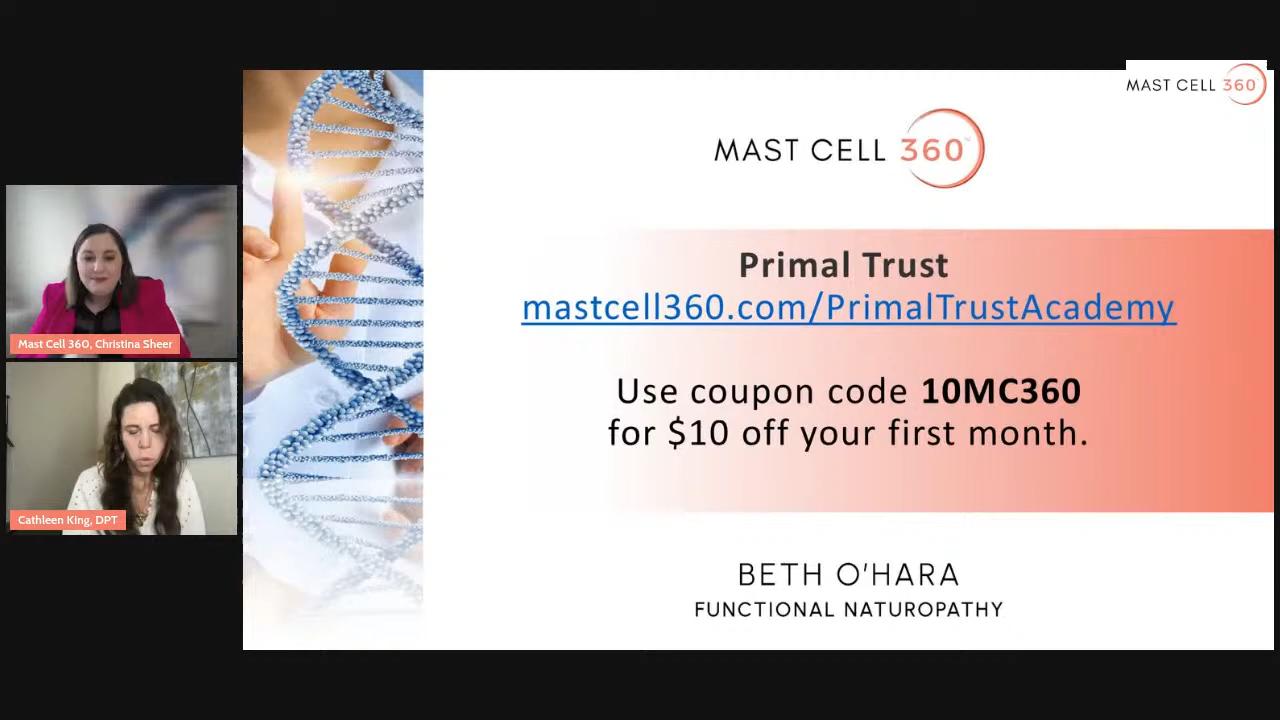 MAST CELL 360
MAST CELL 360
Primal Trust
mastcell360.com/PrimalTrustAcademy
Use coupon code 10MC360
for $10 off your first month.
BETH O'HARA
FUNCTIONAL NATUROPATHY
Mast Cell 360, Christina Sheer
Cathleen King, DPT